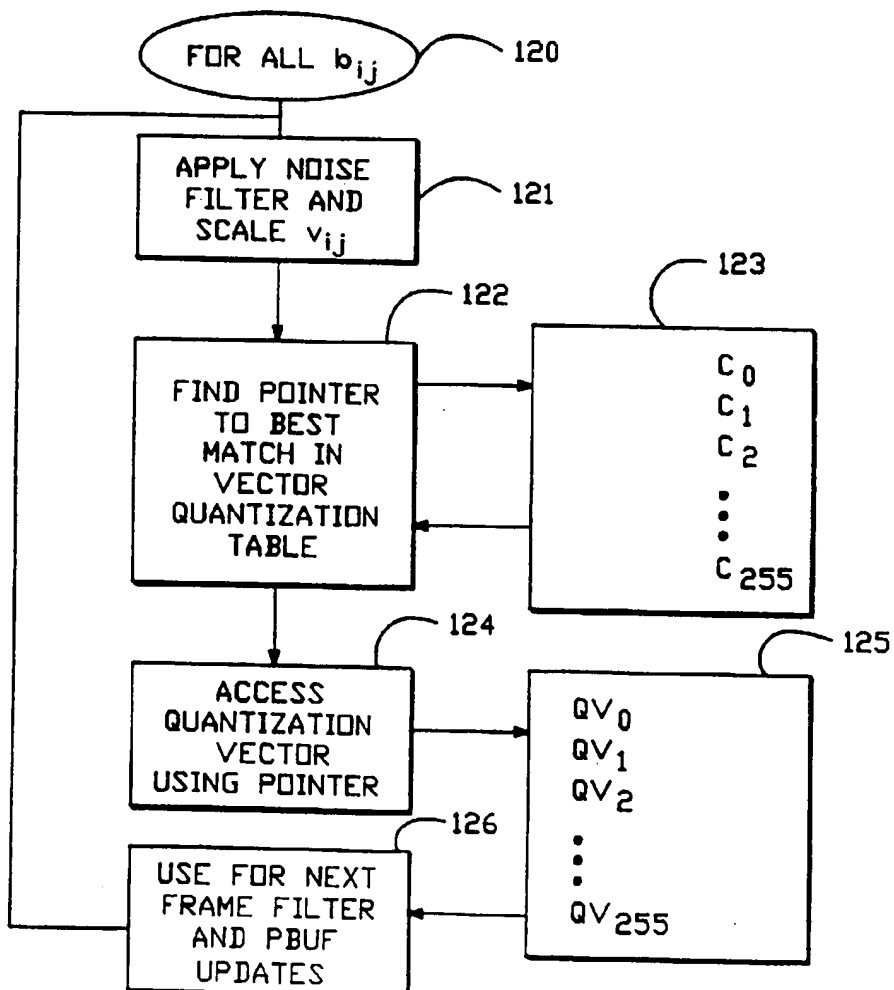 FOR ALL b_ij
120
APPLY NOISE
FILTER AND
SCALE v_ij
121
122
FIND POINTER
TO BEST
MATCH IN
VECTOR
QUANTIZATION
TABLE
123
C_0
C_1
C_2
C_255
124
ACCESS
QUANTIZATION
VECTOR
USING POINTER
125
QV_0
QV_1
QV_2
QV_255
126
USE FOR NEXT
FRAME FILTER
AND PBUF
UPDATES